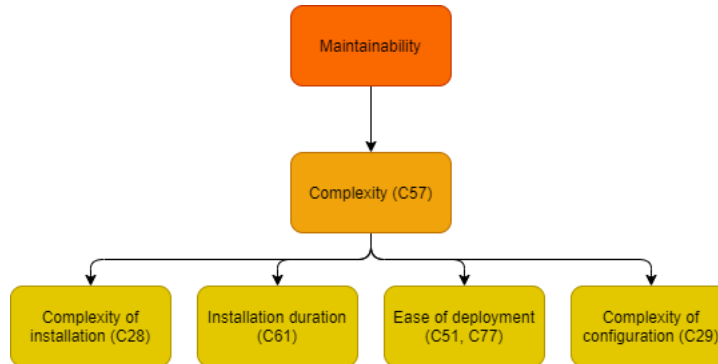 Maintainability
Complexity (C57)
Complexity of
installation (C28)
Installation duration
(C61)
Ease of deployment
(C51, C77)
Complexity of
configuration (C29)